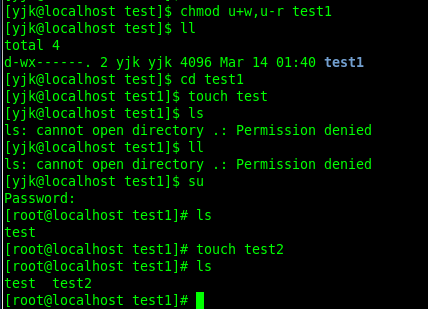 [yjk@localhost test]$ chmod u+w,u-r test1
[yjk@localhost test]$ ll
total 4
d-wx------. 2 yjk yjk 4096 Mar 14 01:40 test1
[yjk@localhost test]$ cd test1
[yjk@localhost test1]$ touch test
[yjk@localhost test1]$ ls
ls: cannot open directory .: Permission denied
[yjk@localhost test1]$ ll
ls: cannot open directory .: Permission denied
[yjk@localhost test1]$ su
Password:
[root@localhost test1]# ls
test
[root@localhost test1]# touch test2
[root@localhost test1]# ls
test  test2
[root@localhost test1]#